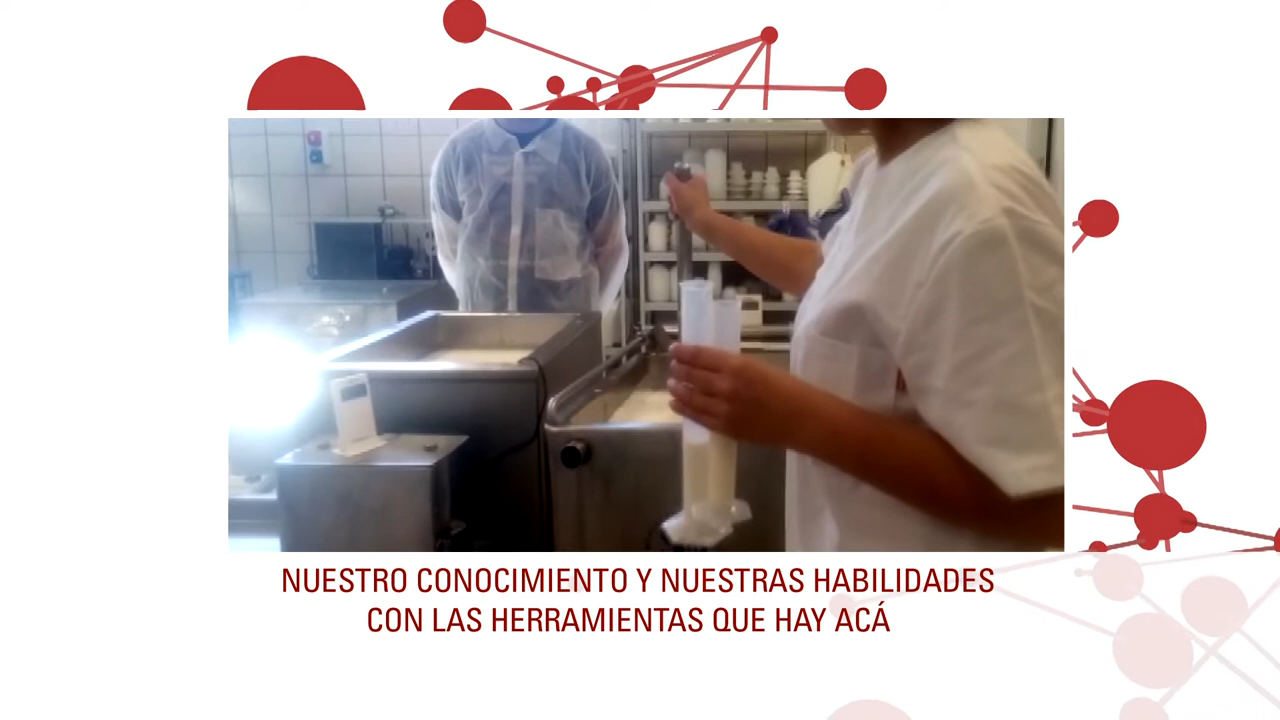 NUESTRO CONOCIMIENTO Y NUESTRAS HABILIDADES
CON LAS HERRAMIENTAS QUE HAY ACÁ